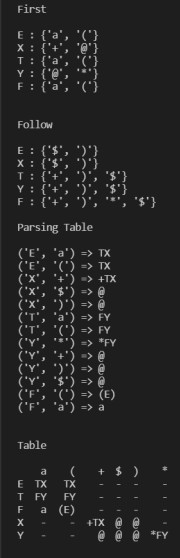 First
E : {'a', '('}
X : {'+', '@'}
T : {'a', '('}
Y : {'@', '*'}
F : {'a', '('}
Follow
E : {'$', ')'}
X : {'$', ')'}
T : {'+', ')', '$'}
Y : {'+', ')', '$'}
F : {'+', ')', '*', '$'}
Parsing Table
('E', 'a') => TX
('E', '(') => TX
('X', '+') => +TX
('X', '$') => @
('X', ')') => @
('T', 'a') => FY
('T', '(') => FY
('Y', '*') => *FY
('Y', '+') => @
('Y', ')') => @
('Y', '$') => @
('F', '(') => (E)
('F', 'a') => a
Table
a ( + $ ) *
E TX TX - - - -
T FY FY - - - -
F a (E) - - - -
X - - +TX @ @ -
Y - - @ @ @ *FY